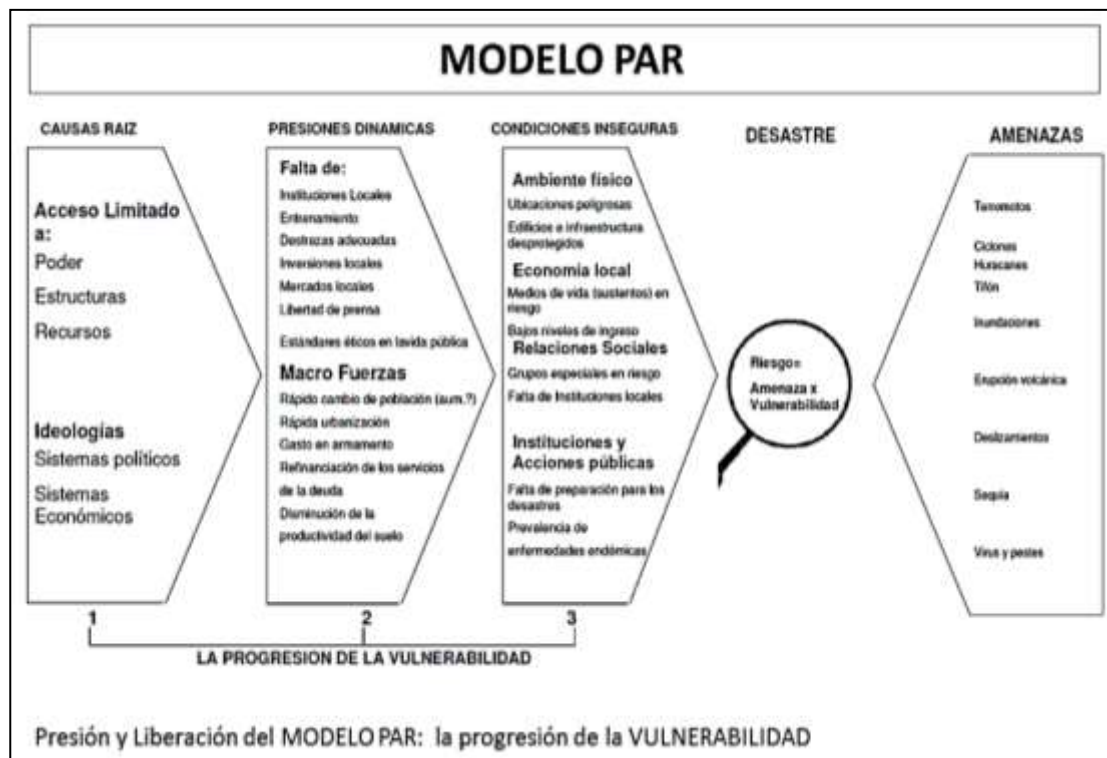 MODELO PAR
CAUSAS RAIZ
Acceso Limitado
a:
Poder
Estructuras
Recursos
Ideologías
Sistemas políticos
Sistemas
Económicos
PRESIONES DINAMICAS
Falta de:
Instituciones Locales
Entrenamiento
Destrezas adecuadas
Inversiones locales
Mercados locales
Libertad de prensa
Estándares éticos en lavida pública
Macro Fuerzas
Rápido cambio de población (aum.?)
Rápida urbanización
Gasto en armamento
Refinanciación de los servicios
de la deuda
Disminución de la
productividad del suelo
CONDICIONES INSEGURAS
Ambiente físico
Ubicaciones peligrosas
Edificios e infraestructura
desprotegidos
Economía local
Medios de vida (sustentos) en
riesgo
Bajos niveles de ingreso
Relaciones Sociales
Grupos especiales en riesgo
Falta de Instituciones locales
Instituciones y
Acciones públicas
Falta de preparación para los
desastres
Prevalencia de
enfermedades endómicas
DESASTRE
Riesgo=
Amenaza x
Vulnerabilidad
AMENAZAS
Terremotos
Ciclones
Huracanes
Tifón
Inundaciones
Erupción volcánica
Deslizamientos
Sequía
Virus y pestes
1 2 3
LA PROGRESION DE LA VULNERABILIDAD
Presión y Liberación del MODELO PAR: la progresión de la VULNERABILIDAD